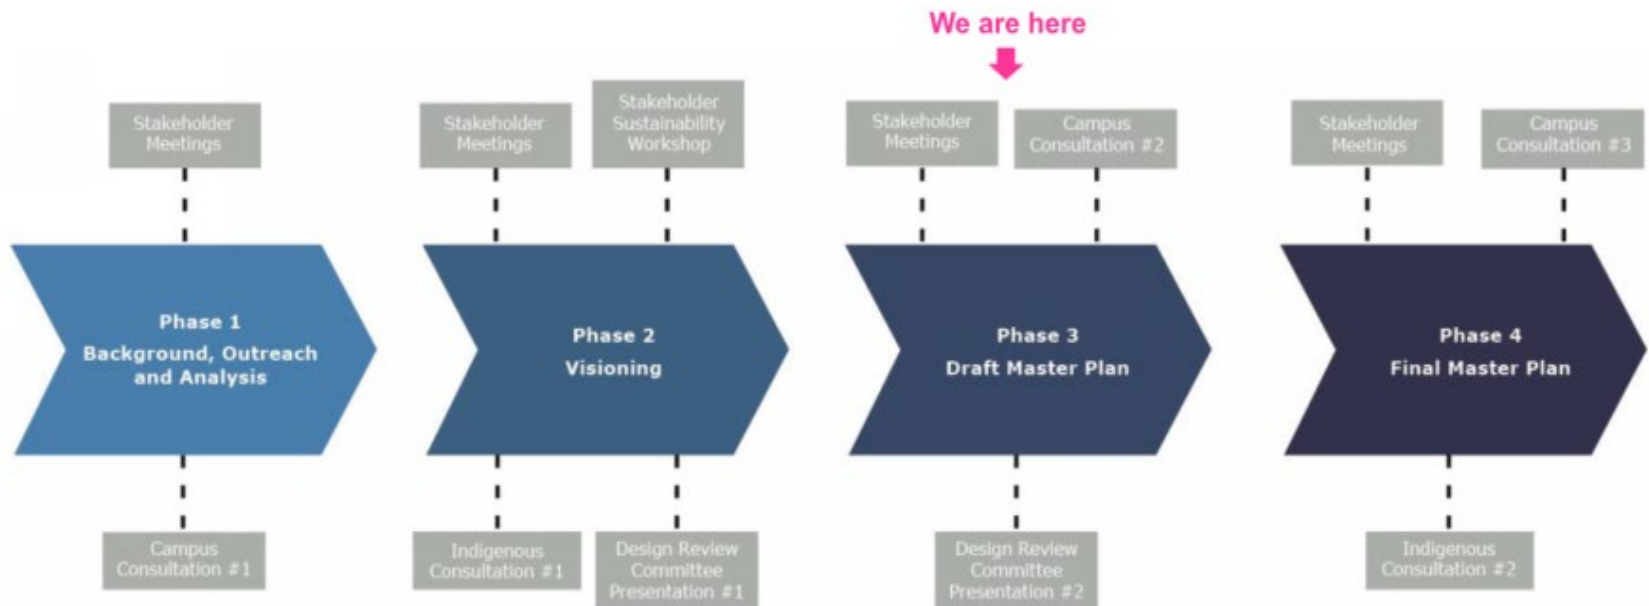 We are here
Stakeholder
Meetings
Stakeholder
Meetings
Stakeholder
Sustainability
Workshop
Stakeholder
Meetings
Campus
Consultation #2
Stakeholder
Meetings
Campus
Consultation #3
Phase 1
Background, Outreach
and Analysis
Phase 2
Visioning
Phase 3
Draft Master Plan
Phase 4
Final Master Plan
Campus
Consultation #1
Indigenous
Consultation #1
Design Review
Committee
Presentation #1
Design Review
Committee
Presentation #2
Indigenous
Consultation #2